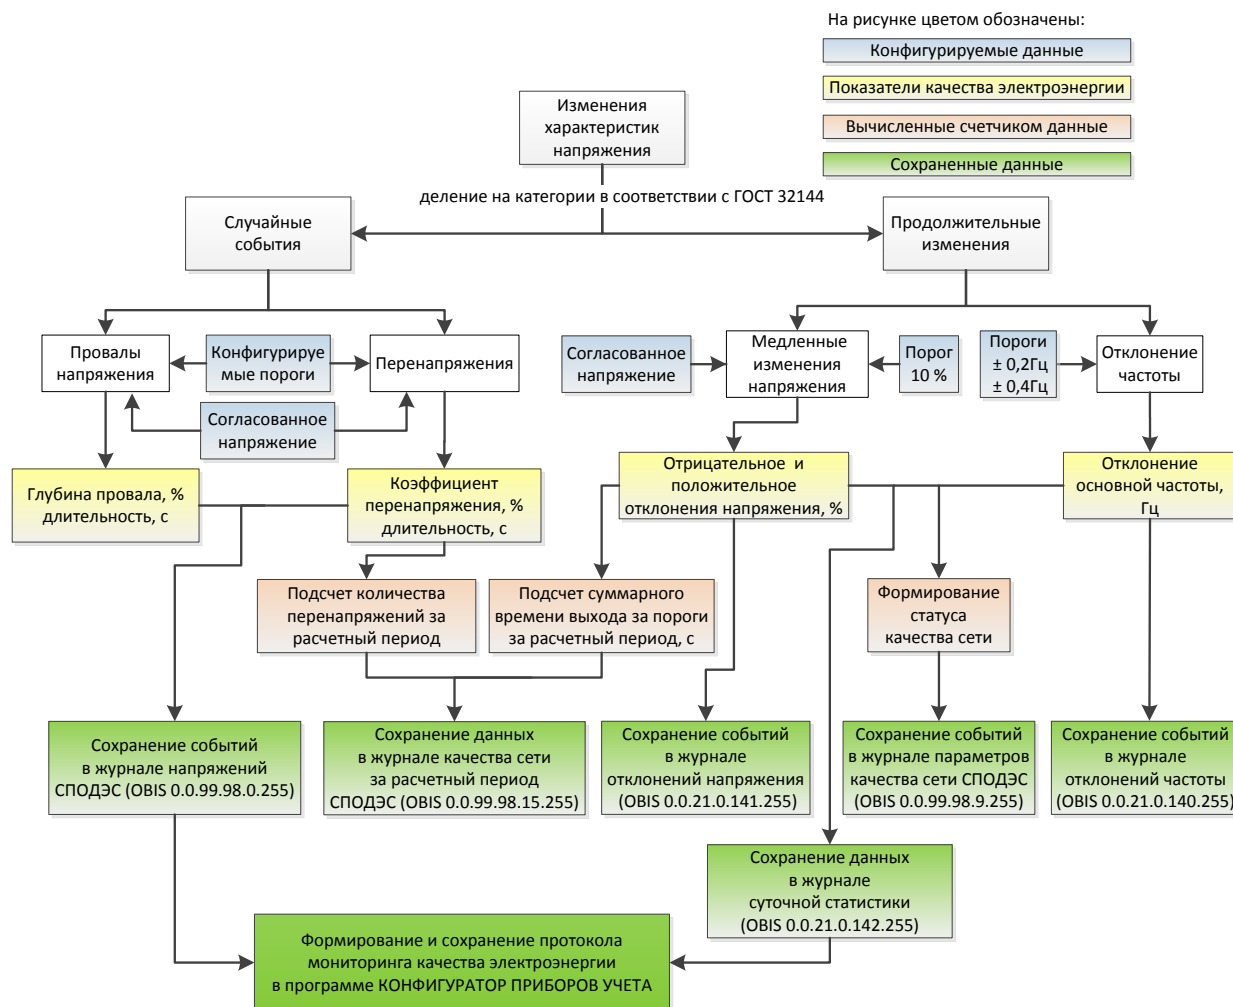 На рисунке цветом обозначены:
Конфигурируемые данные
Показатели качества электроэнергии
Вычисленные счетчиком данные
Сохраненные данные
Изменения
характеристик
напряжения
деление на категории в соответствии с ГОСТ 32144
Случайные
события
Продолжительные
изменения
Провалы
напряжения
Конфигурируе
мые пороги
Перенапряжения
Согласованное
напряжение
Согласованное
напряжение
Медленные
изменения
напряжения
Порог
10 %
Пороги
± 0,2Гц
± 0,4Гц
Отклонение
частоты
Глубина провала, %
длительность, с
Коэффициент
перенапряжения, %
длительность, с
Отрицательное и
положительное
отклонения напряжения, %
Отклонение
основной частоты,
Гц
Подсчет количества
перенапряжений за
расчетный период
Подсчет суммарного
времени выхода за пороги
за расчетный период, с
Формирование
статуса
качества сети
Сохранение событий
в журнале напряжений
СПОДЭС (OBIS 0.0.99.98.0.255)
Сохранение данных
в журнале качества сети
за расчетный период
СПОДЭС (OBIS 0.0.99.98.15.255)
Сохранение событий
в журнале
отклонений напряжения
(OBIS 0.0.21.0.141.255)
Сохранение событий
в журнале параметров
качества сети СПОДЭС
(OBIS 0.0.99.98.9.255)
Сохранение событий
в журнале
отклонений частоты
(OBIS 0.0.21.0.140.255)
Сохранение данных
в журнале
суточной статистики
(OBIS 0.0.21.0.142.255)
Формирование и сохранение протокола
мониторинга качества электроэнергии
в программе КОНФИГУРАТОР ПРИБОРОВ УЧЕТА